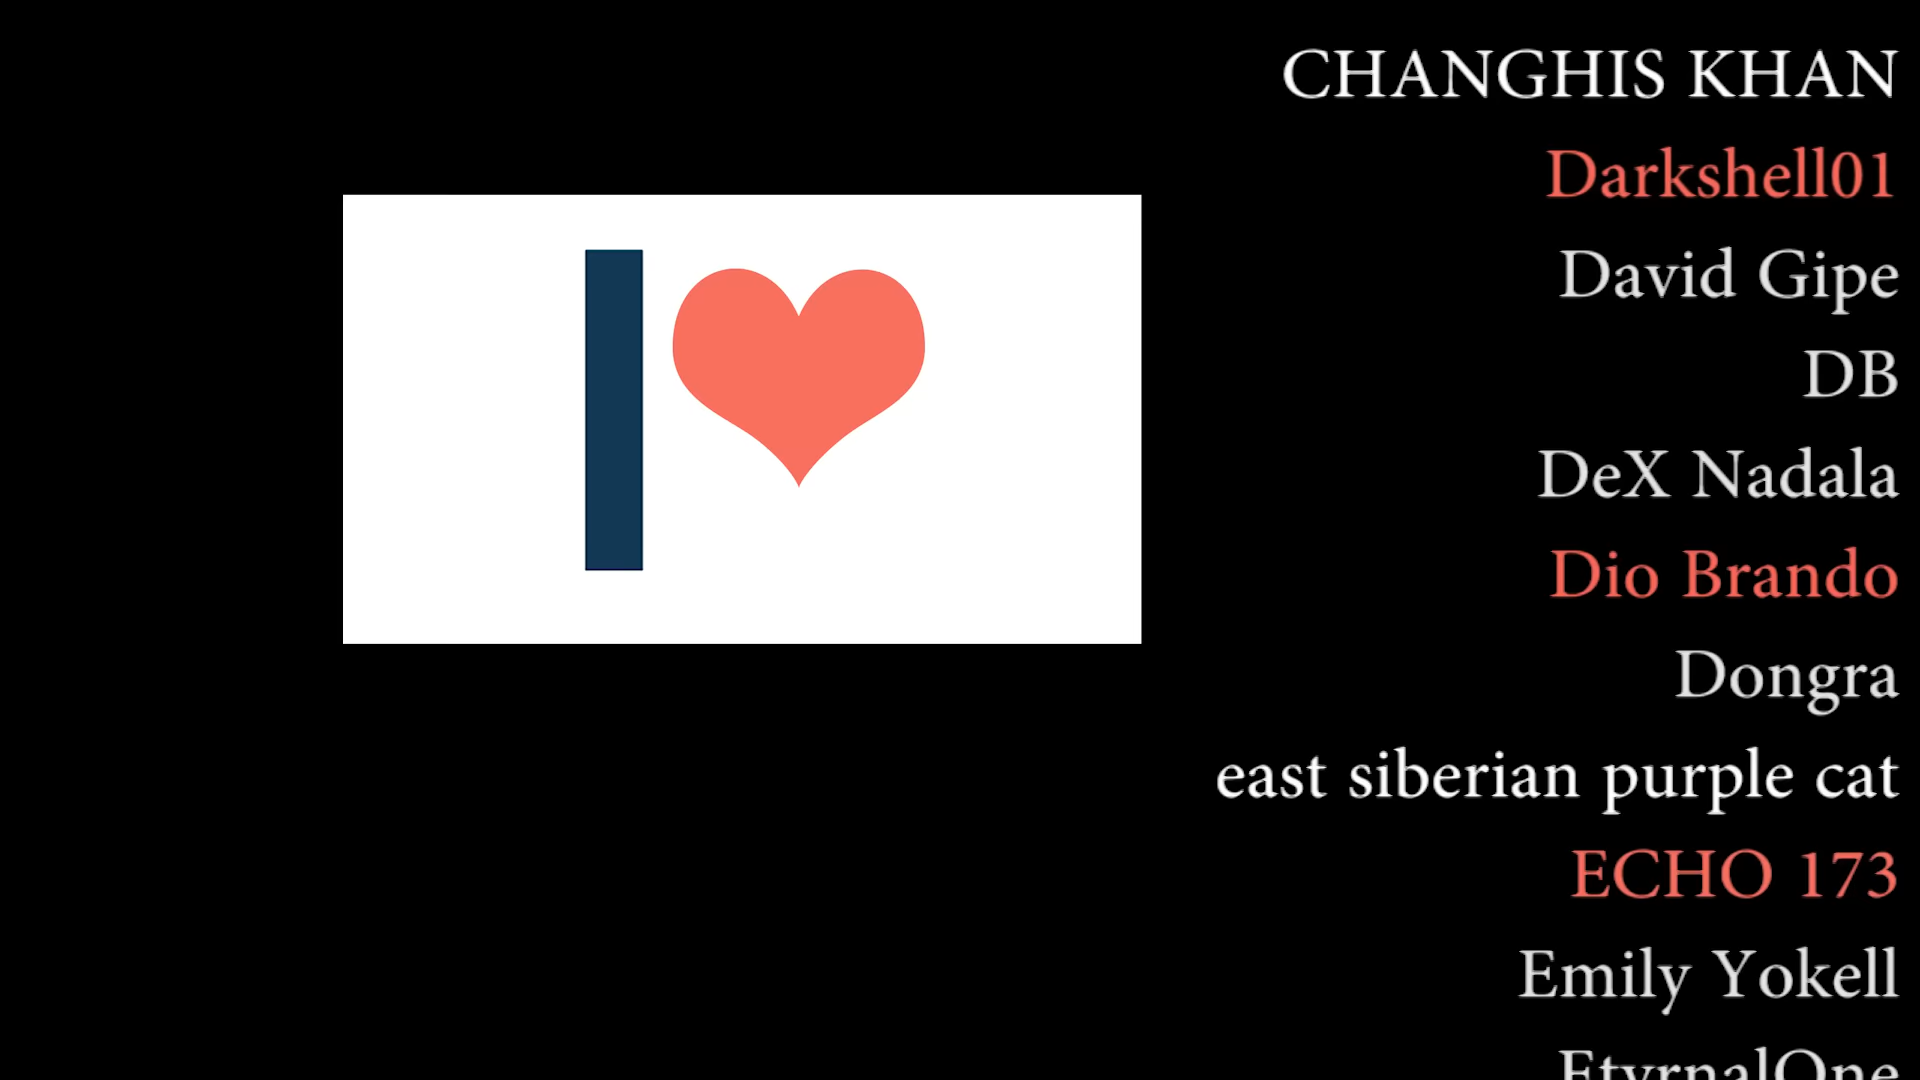 CHANGHIS KHAN
Darkshell01
David Gipe
DB
DeX Nadala
Dio Brando
Dongra
east siberian purple cat
ECHO 173
Emily Yokell
EtyrnalOne